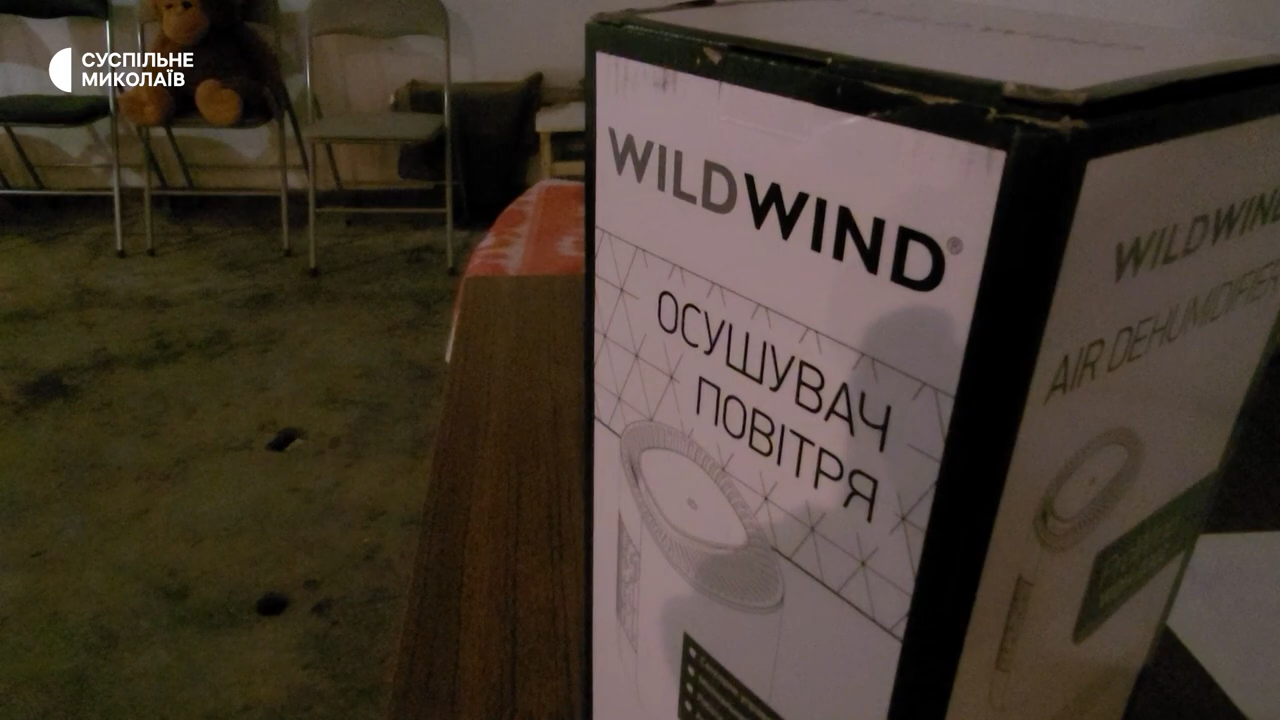 СУСПІЛЬНЕ
МИКОЛАЇВ
WILDWIND®
ОСУШУВАЧ
ПОВІТРЯ
WILDWIND
AIR DEHUMIDIFIER